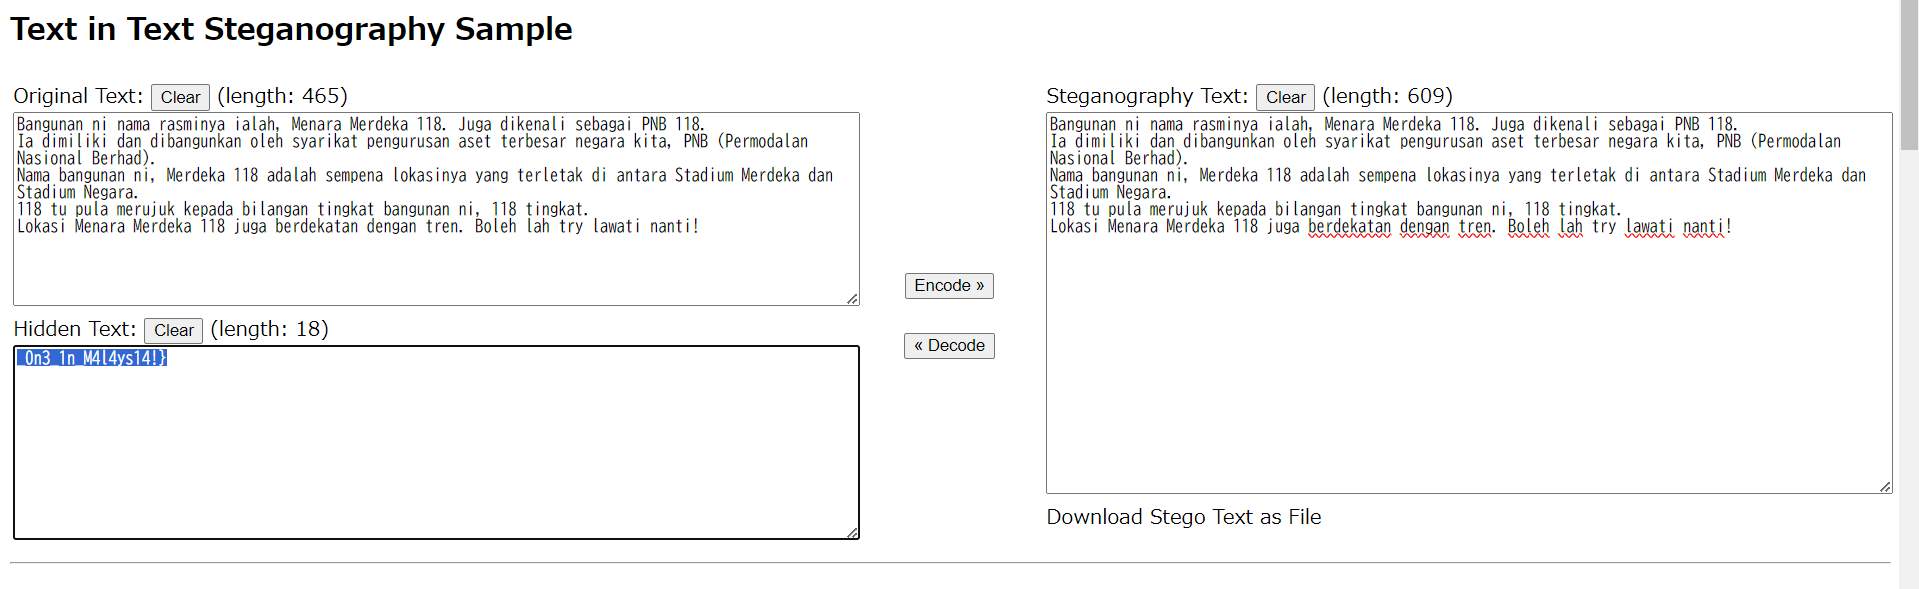 Text in Text Steganography Sample
Original Text: Clear (length: 465)
Bangunan ni nama rasminya ialah, Menara Merdeka 118. Juga dikenali sebagai PNB 118.
Ia dimiliki dan dibangunkan oleh syarikat pengurusan aset terbesar negara kita, PNB (Permodalan
Nasional Berhad).
Nama bangunan ni, Merdeka 118 adalah sempena lokasinya yang terletak di antara Stadium Merdeka dan
Stadium Negara.
118 tu pula merujuk kepada bilangan tingkat bangunan ni, 118 tingkat.
Lokasi Menara Merdeka 118 juga berdekatan dengan tren. Boleh lah try lawati nanti!
Hidden Text: Clear (length: 18)
0n3 1n M4l4ys14!}
Encode »
« Decode
Steganography Text: Clear (length: 609)
Bangunan ni nama rasminya ialah, Menara Merdeka 118. Juga dikenali sebagai PNB 118.
Ia dimiliki dan dibangunkan oleh syarikat pengurusan aset terbesar negara kita, PNB (Permodalan
Nasional Berhad).
Nama bangunan ni, Merdeka 118 adalah sempena lokasinya yang terletak di antara Stadium Merdeka dan
Stadium Negara.
118 tu pula merujuk kepada bilangan tingkat bangunan ni, 118 tingkat.
Lokasi Menara Merdeka 118 juga berdekatan dengan tren. Boleh lah try lawati nanti!
Download Stego Text as File